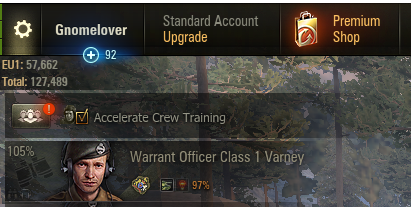 Gnomelover
92
Standard Account
Upgrade
Premium
Shop
EU1: 57,662
Total: 127,489
Accelerate Crew Training
105%
Warrant Officer Class 1 Varney
97%